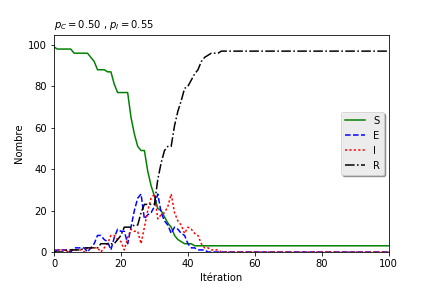 p_C = 0.50 , p_I = 0.55
100
80
60
40
20
0
Nombre
S
E
I
R
0 20 40 60 80 100
Itération